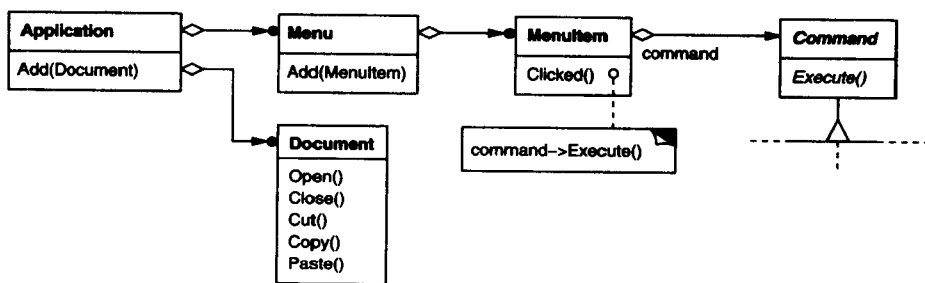 Application
Add(Document)
Menu
Add(MenuItem)
MenuItem
Clicked()
command
Command
Execute()
command->Execute()
Document
Open()
Close()
Cut()
Copy()
Paste()